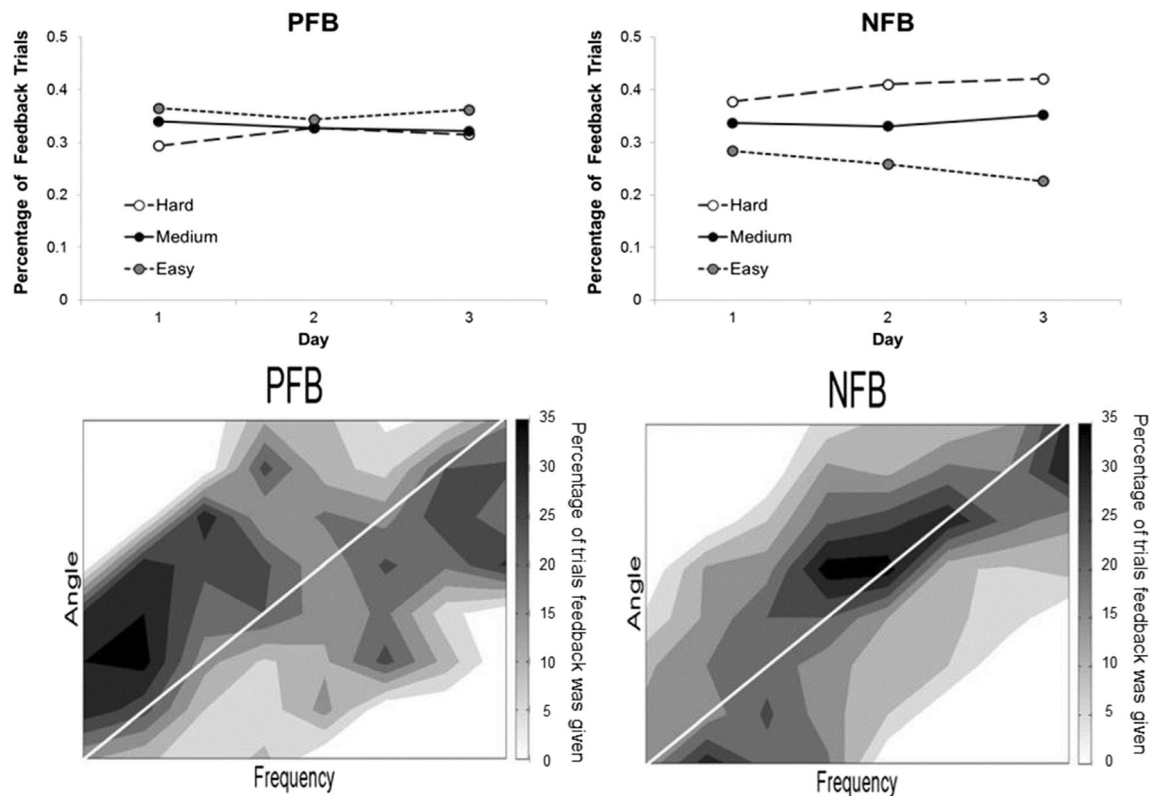 PFB
Percentage of Feedback Trials
0.5
0.4
0.3
0.2
0.1
0
Hard
Medium
Easy
1 2 3
Day
NFB
Percentage of Feedback Trials
0.5
0.4
0.3
0.2
0.1
0
Hard
Medium
Easy
1 2 3
Day
PFB
Angle
Frequency
35
30
25
20
15
10
5
0
Percentage of trials feedback was given
NFB
Angle
Frequency
35
30
25
20
15
10
5
0
Percentage of trials feedback was given